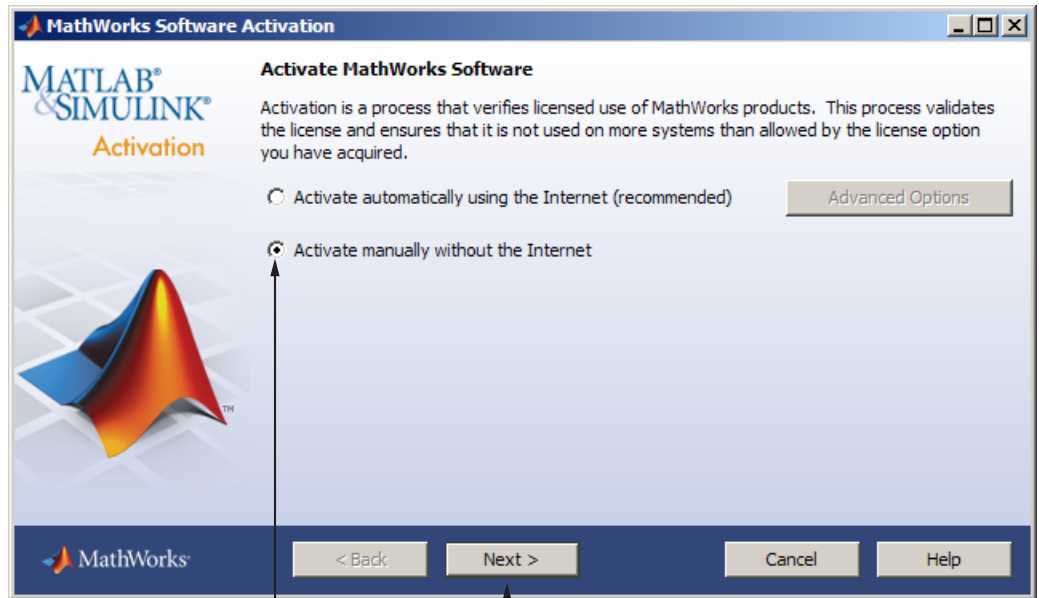 MathWorks Software Activation
MATLAB®
&SIMULINK®
Activation
Activate MathWorks Software
Activation is a process that verifies licensed use of MathWorks products. This process validates
the license and ensures that it is not used on more systems than allowed by the license option
you have acquired.
Activate automatically using the Internet (recommended)
Advanced Options
Activate manually without the Internet
TM
MathWorks®
< Back
Next >
Cancel
Help